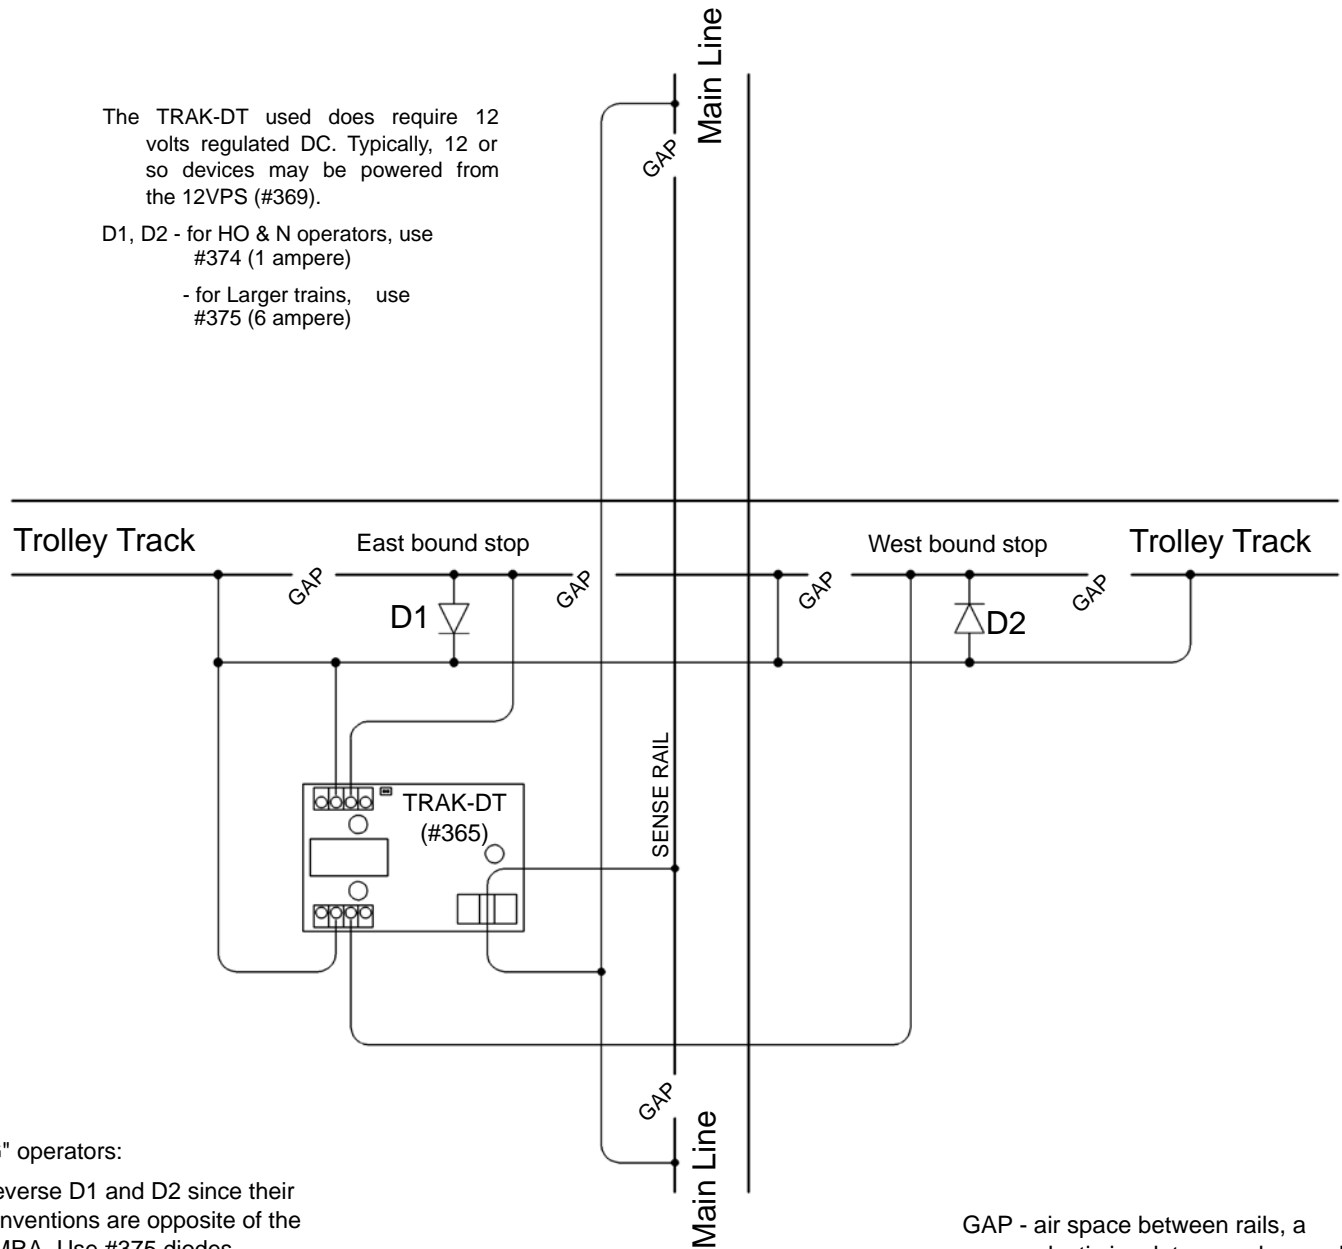 Main Line
The TRAK-DT used does require 12
volts regulated DC. Typically, 12 or
so devices may be powered from
the 12VPS (#369).
D1, D2 - for HO & N operators, use
#374 (1 ampere)
- for Larger trains, use
#375 (6 ampere)
GAP
Trolley Track
East bound stop
West bound stop
Trolley Track
GAP
GAP
GAP
GAP
D1
D2
SENSE RAIL
TRAK-DT
(#365)
GAP
Main Line
" operators:
everse D1 and D2 since their
nventions are opposite of the
MRA. Use #375 diodes
GAP - air space between rails, a